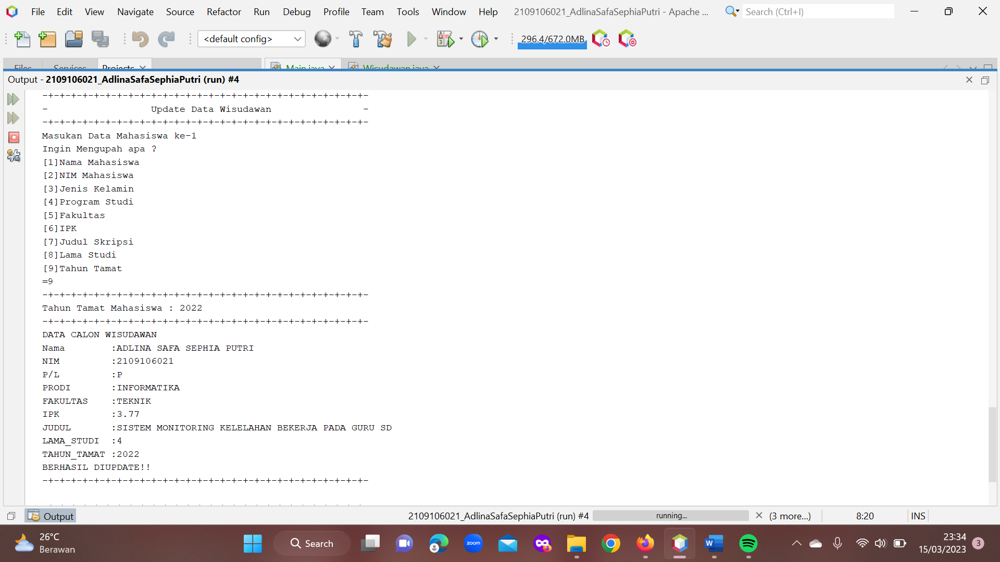 File Edit View Navigate Source Refactor Run Debug Profile Team Tools Window Help 2109106021_AdlinaSafaSephiaPutri - Apache ... Search (Ctrl+I)
<default config> 296.4/672.0MB
Files Services Projects Main.java Wisudawan.java
Output - 2109106021_AdlinaSafaSephiaPutri (run) #4
-+-+-+-+-+-+-+-+-+-+-+-+-+-+-+-+-+-+-+-+-+-+-+-+-+-+-+-+-
- Update Data Wisudawan -
-+-+-+-+-+-+-+-+-+-+-+-+-+-+-+-+-+-+-+-+-+-+-+-+-+-+-+-+-
Masukan Data Mahasiswa ke-1
Ingin Mengupah apa ?
[1]Nama Mahasiswa
[2]NIM Mahasiswa
[3]Jenis Kelamin
[4]Program Studi
[5]Fakultas
[6]IPK
[7]Judul Skripsi
[8]Lama Studi
[9]Tahun Tamat
=9
-+-+-+-+-+-+-+-+-+-+-+-+-+-+-+-+-+-+-+-+-+-+-+-+-+-+-+-+-
Tahun Tamat Mahasiswa : 2022
-+-+-+-+-+-+-+-+-+-+-+-+-+-+-+-+-+-+-+-+-+-+-+-+-+-+-+-+-
DATA CALON WISUDAWAN
Nama :ADLINA SAFA SEPHIA PUTRI
NIM :2109106021
P/L :P
PRODI :INFORMATIKA
FAKULTAS :TEKNIK
IPK :3.77
JUDUL :SISTEM MONITORING KELELAHAN BEKERJA PADA GURU SD
LAMA_STUDI :4
TAHUN_TAMAT :2022
BERHASIL DIUPDATE!!
-+-+-+-+-+-+-+-+-+-+-+-+-+-+-+-+-+-+-+-+-+-+-+-+-+-+-+-+-
Output 2109106021_AdlinaSafaSephiaPutri (run) #4 running... (3 more...) 8:20 INS
26°C
Berawan
Search
zoom
23:34
15/03/2023
3